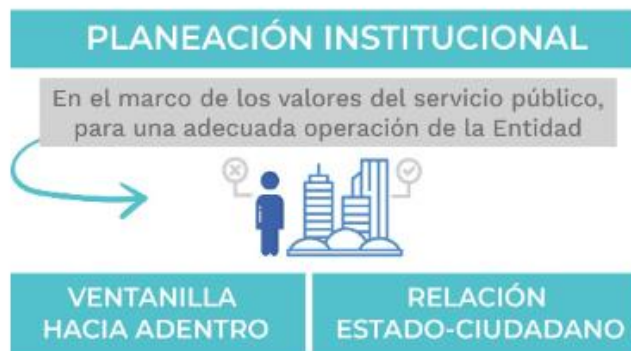 PLANEACIÓN INSTITUCIONAL
En el marco de los valores del servicio público,
para una adecuada operación de la Entidad
VENTANILLA
HACIA ADENTRO
RELACIÓN
ESTADO-CIUDADANO